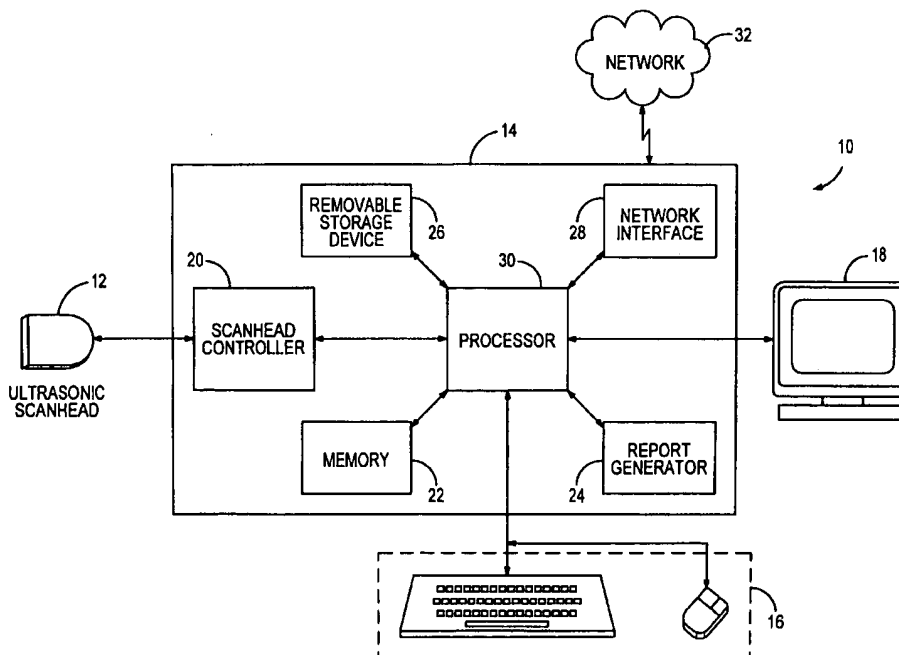 32
NETWORK
14
10
REMOVABLE
STORAGE
DEVICE
26
28
NETWORK
INTERFACE
12
20
30
18
SCANHEAD
CONTROLLER
PROCESSOR
ULTRASONIC
SCANHEAD
MEMORY
22
24
REPORT
GENERATOR
16